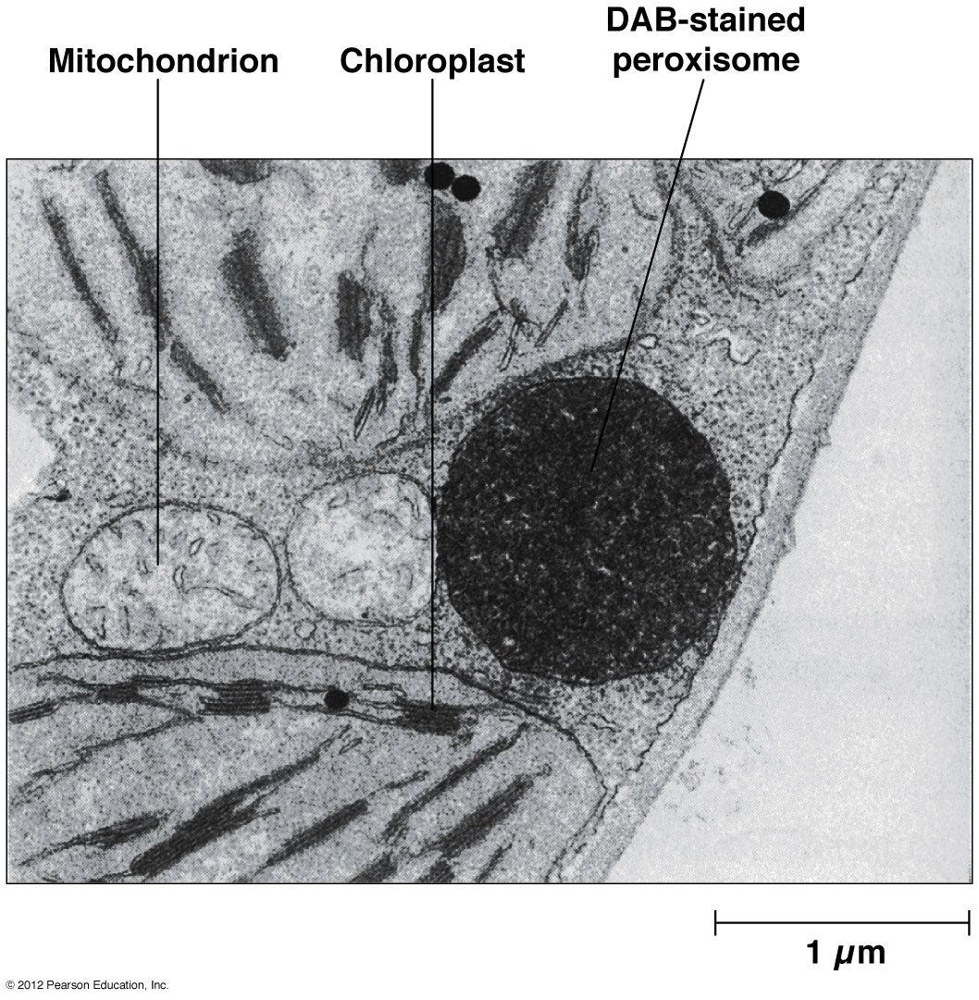 Mitochondrion
Chloroplast
DAB-stained
peroxisome
1 µm
© 2012 Pearson Education, Inc.